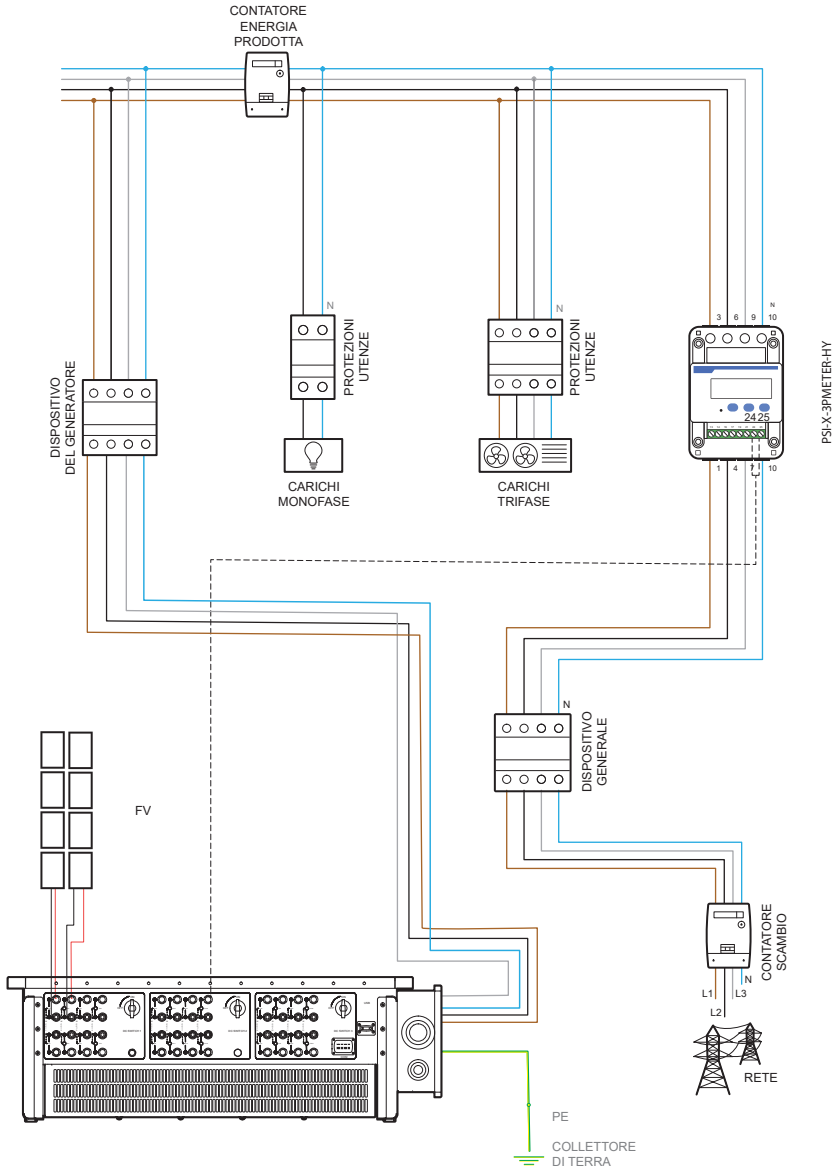 CONTATORE
ENERGIA
PRODOTTA
N
N
N
3 6 9 10
PROTEZIONI
UTENZE
PROTEZIONI
UTENZE
DISPOSITIVO
DEL GENERATORE
24 25
PSI-X-3PMETER-HY
1 4 7 10
CARICHI
MONOFASE
CARICHI
TRIFASE
N
DISPOSITIVO
GENERALE
FV
CONTATORE
SCAMBIO
L1
L2
L3
N
RETE
PE
COLLETTORE
DI TERRA